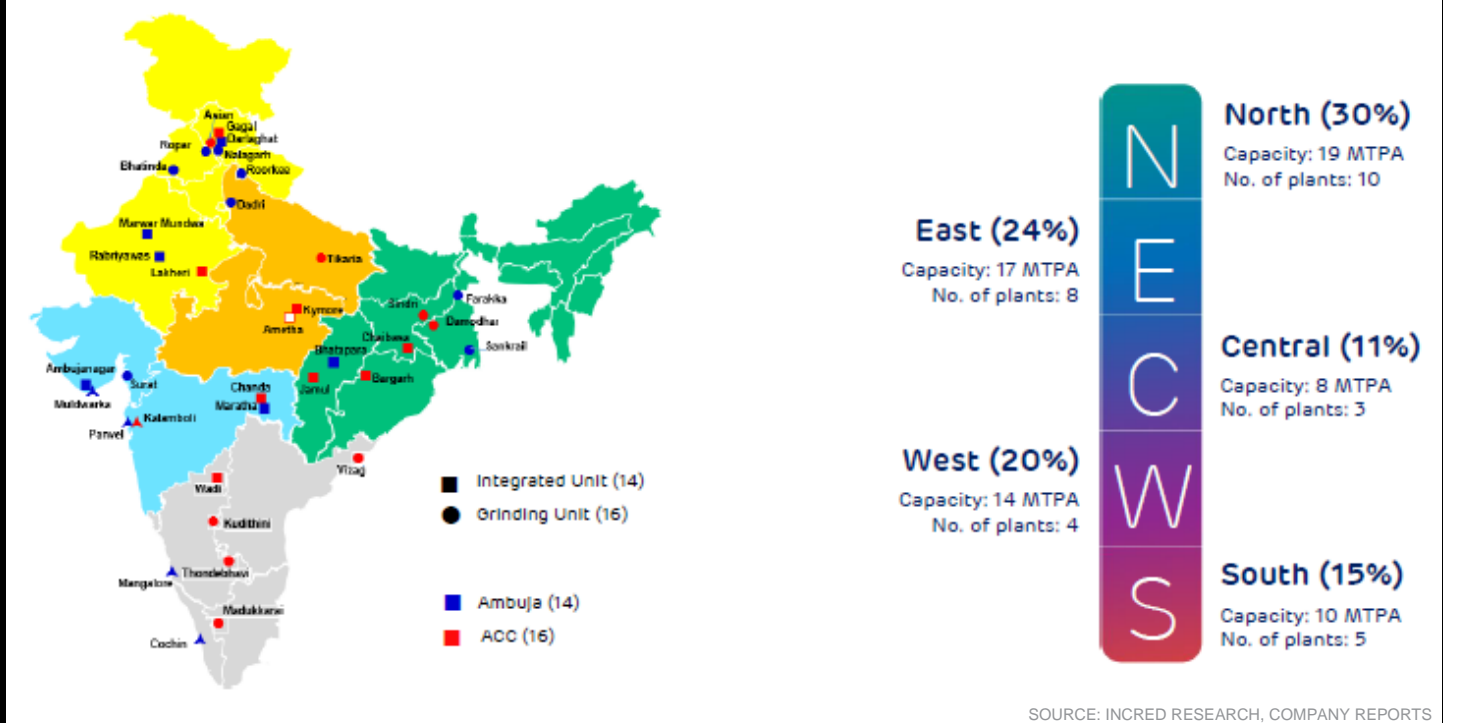 Asian
Gagal
Darlaghat
Ropar
Nalagarh
Bhatinda
Roorkee
Dadri
Marwar Mundwa
Rabriyawas
Lakheri
Tikaria
Kymore
Ametha
Sindri
Farakka
Damodhar
Chaibasa
Sankrail
Bhatapara
Jamul
Bargarh
Ambujanagar
Surat
Muldwarka
Chanda
Maratha
Kalamboli
Panvel
Vizag
Wadi
Kudithini
Mangalore
Thondebhavi
Madukkarai
Cochin
Integrated Unit (14)
Grinding Unit (16)
Ambuja (14)
ACC (16)
N
North (30%)
Capacity: 19 MTPA
No. of plants: 10
E
East (24%)
Capacity: 17 MTPA
No. of plants: 8
C
Central (11%)
Capacity: 8 MTPA
No. of plants: 3
W
West (20%)
Capacity: 14 MTPA
No. of plants: 4
S
South (15%)
Capacity: 10 MTPA
No. of plants: 5
SOURCE: INCRED RESEARCH, COMPANY REPORTS